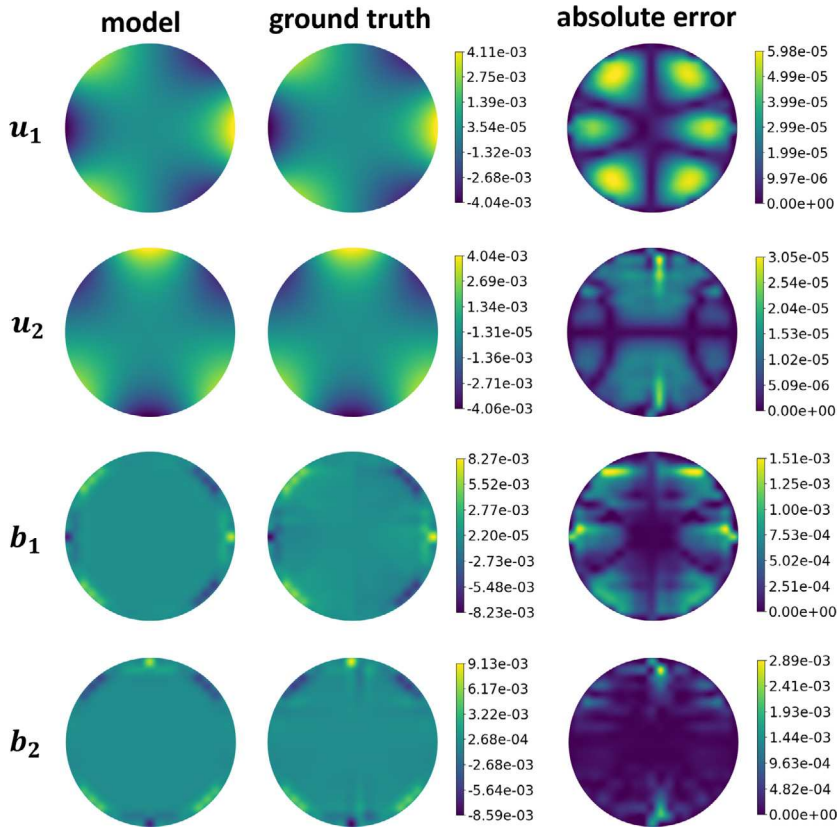 model
ground truth
absolute error
u₁
4.11e-03
2.75e-03
1.39e-03
3.54e-05
-1.32e-03
-2.68e-03
-4.04e-03
5.98e-05
4.99e-05
3.99e-05
2.99e-05
1.99e-05
9.97e-06
0.00e+00
u₂
4.04e-03
2.69e-03
1.34e-03
-1.31e-05
-1.36e-03
-2.71e-03
-4.06e-03
3.05e-05
2.54e-05
2.03e-05
1.53e-05
1.02e-05
5.09e-06
0.00e+00
b₁
8.27e-03
5.52e-03
2.77e-03
2.20e-05
-2.73e-03
-5.48e-03
-8.23e-03
1.51e-03
1.25e-03
1.00e-03
7.53e-04
5.02e-04
2.51e-04
0.00e+00
b₂
9.13e-03
6.17e-03
3.22e-03
2.68e-04
-2.68e-03
-5.64e-03
-8.59e-03
2.89e-03
2.41e-03
1.93e-03
1.44e-03
9.63e-04
4.82e-04
0.00e+00